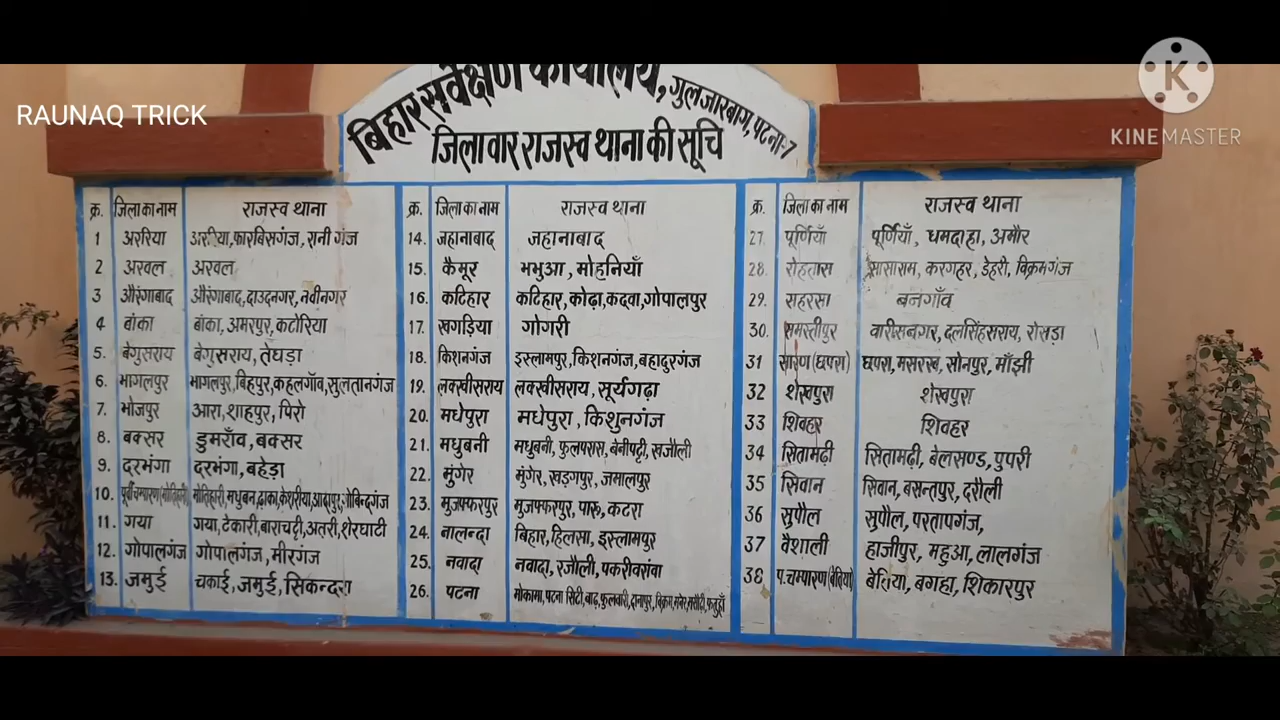 RAUNAQ TRICK
KINEMASTER
बिहार सर्वेक्षण कार्यालय, गुलजारबाग, पटना-7
जिलावार राजस्व थाना की सूचि
क्र. जिला का नाम राजस्व थाना
1 अररिया अररिया, फारबिसगंज, रानी गंज
2 अरवल अरवल
3 औरंगाबाद औरंगाबाद, दाउदनगर, नवीनगर
4 बांका बांका, अमरपुर, कटोरिया
5. बेगुसराय बेगुसराय, तेघड़ा
6. भागलपुर भागलपुर, बिहपुर, कहलगाँव, सुलतानगंज
7. भोजपुर आरा, शाहपुर, पिरो
8. बक्सर डुमराँव, बक्सर
9. दरभंगा दरभंगा, बहेड़ा
10. पूर्वी चम्पारण (मोतिहारी) मोतिहारी, मधुबन, ढ़ाका, केशरीया, आदापुर, गोबिन्दगंज
11. गया गया, टेकारी, बाराचट्टी, अतरी, शेरघाटी
12. गोपालगंज गोपालगंज, मीरगंज
13. जमुई चकाई, जमुई, सिकन्दरा
क्र. जिला का नाम राजस्व थाना
14. जहानाबाद जहानाबाद
15. कैमूर भभुआ, मोहनियाँ
16. कटिहार कटिहार, कोढ़ा, कदवा, गोपालपुर
17. खगड़िया गोगरी
18. किशनगंज इस्लामपुर, किशनगंज, बहादुरगंज
19. लक्खीसराय लक्खीसराय, सूर्यगढ़ा
20. मधेपुरा मधेपुरा, किशुनगंज
21. मधुबनी मधुबनी, फुलपरास, बेनीपट्टी, खजौली
22. मुंगेर मुंगेर, खड़गपुर, जमालपुर
23. मुजफ्फरपुर मुजफ्फरपुर, पारू, कटरा
24. नालन्दा बिहार, हिलसा, इस्लामपुर
25. नवादा नवादा, रजौली, पकरीवरांवा
26. पटना मोकामा, पटना सिटी, बाढ़, फुलवारी, दानापुर, बिक्रम, मनेर, मसौढ़ी, फतुहाँ
क्र. जिला का नाम राजस्व थाना
27. पूर्णियाँ पूर्णियाँ, धमदाहा, अमौर
28. रोहतास सासाराम, करगहर, डेहरी, विक्रमगंज
29. सहरसा बनगाँव
30. समस्तीपुर वारीसनगर, दलसिंहसराय, रोसड़ा
31 सारण (छपरा) छपरा, मसरख, सोनपुर, माँझी
32 शेखपुरा शेखपुरा
33 शिवहर शिवहर
34 सितामढ़ी सितामढ़ी, बेलसण्ड, पुपरी
35 सिवान सिवान, बसन्तपुर, दरौली
36 सुपौल सुपौल, परतापगंज,
37 वैशाली हाजीपुर, महुआ, लालगंज
38 प.चम्पारण (बेतिया) बेतिया, बगहा, शिकारपुर